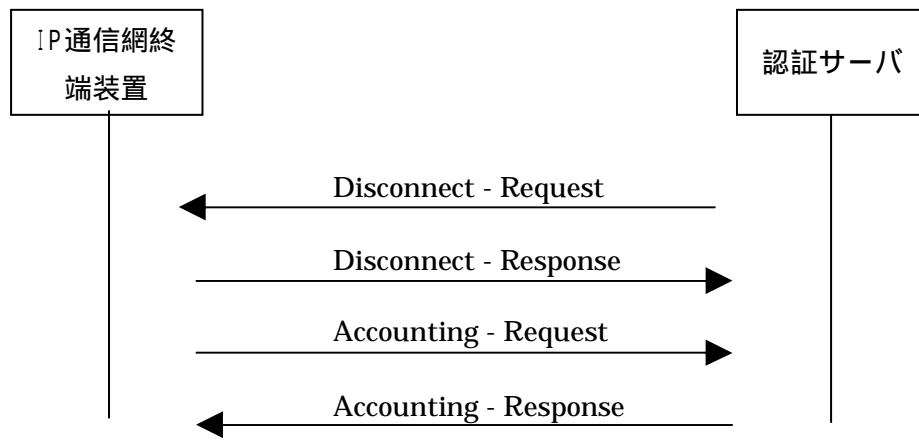 IP通信網終
端装置
認証サーバ
Disconnect - Request
Disconnect - Response
Accounting - Request
Accounting - Response